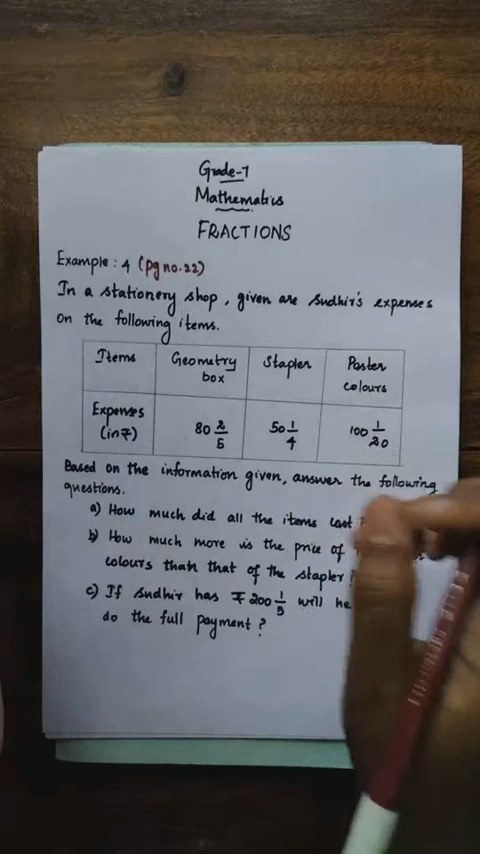 Grade-7
Mathematics
FRACTIONS
Example: 4 (pg no.22)
In a stationery shop, given are Sudhir's expenses
on the following items.
Items Geometry box Stapler Poster colours
Expenses (in ₹) 80 2/5 50 1/4 100 1/20
Based on the information given, answer the following
questions.
a) How much did all the items cost
b) How much more is the price of
colours than that of the stapler
c) If Sudhir has ₹ 200 1/5 will he
do the full payment?